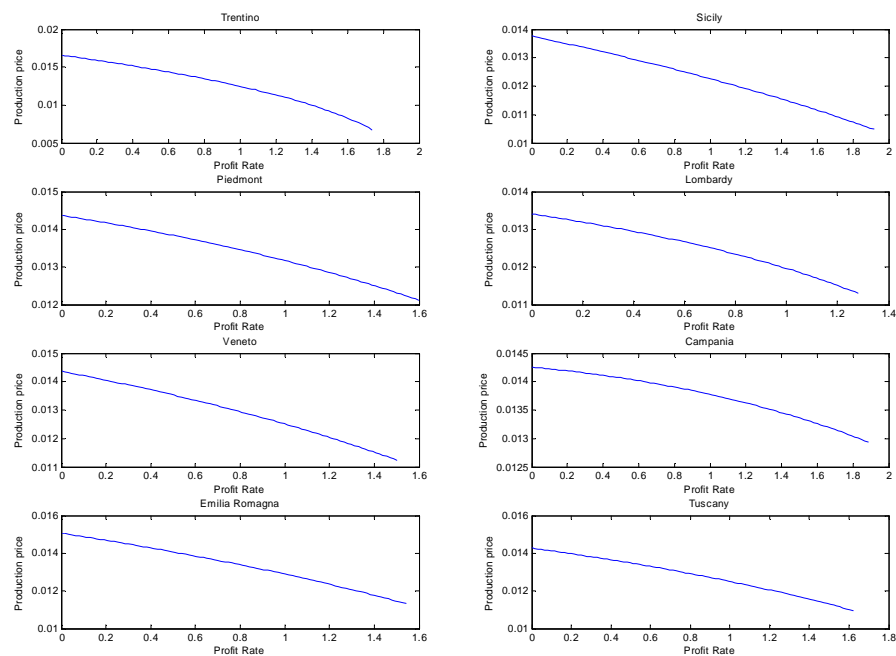 Trentino
0.02
0.015
0.01
0.005
Production price
0 0.2 0.4 0.6 0.8 1 1.2 1.4 1.6 1.8 2
Profit Rate
Sicily
0.014
0.013
0.012
0.011
0.01
Production price
0 0.2 0.4 0.6 0.8 1 1.2 1.4 1.6 1.8 2
Profit Rate
Piedmont
0.015
0.014
0.013
0.012
Production price
0 0.2 0.4 0.6 0.8 1 1.2 1.4 1.6
Profit Rate
Lombardy
0.014
0.013
0.012
0.011
Production price
0 0.2 0.4 0.6 0.8 1 1.2 1.4
Profit Rate
Veneto
0.015
0.014
0.013
0.012
0.011
Production price
0 0.2 0.4 0.6 0.8 1 1.2 1.4 1.6
Profit Rate
Campania
0.0145
0.014
0.0135
0.013
0.0125
Production price
0 0.2 0.4 0.6 0.8 1 1.2 1.4 1.6 1.8 2
Profit Rate
Emilia Romagna
0.016
0.014
0.012
0.01
Production price
0 0.2 0.4 0.6 0.8 1 1.2 1.4 1.6
Profit Rate
Tuscany
0.016
0.014
0.012
0.01
Production price
0 0.2 0.4 0.6 0.8 1 1.2 1.4 1.6 1.8
Profit Rate